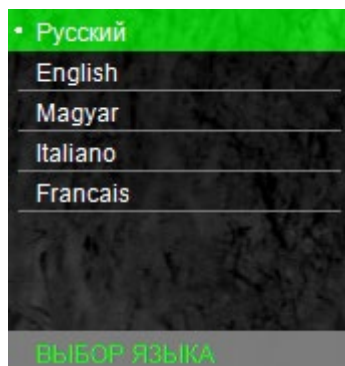 Русский
English
Magyar
Italiano
Francais
ВЫБОР ЯЗЫКА